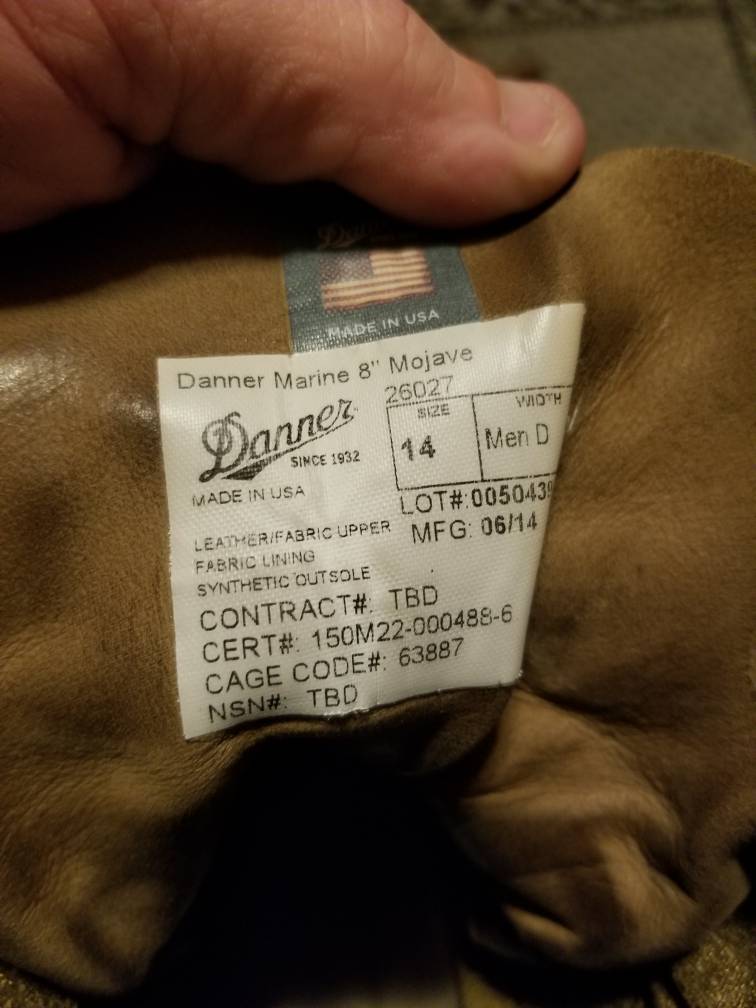 Danner
MADE IN USA
Danner Marine 8" Mojave
26027
Danner
SINCE 1932
MADE IN USA
SIZE
14
WIDTH
Men D
LOT#:
MFG: 06/14
LEATHER/FABRIC UPPER
FABRIC LINING
SYNTHETIC OUTSOLE
CONTRACT#: TBD
CERT#: 150M22-000488-6
CAGE CODE#: 63887
NSN#: TBD